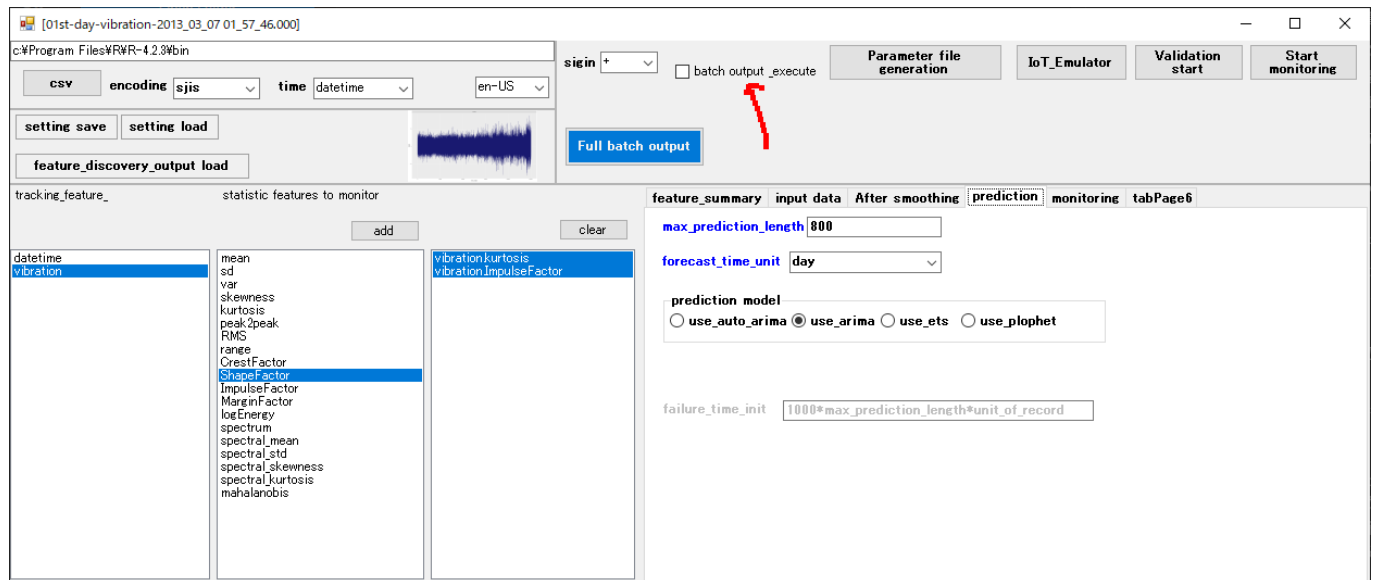 [01st-day-vibration-2013_03_07 01_57_46.000]
c:¥Program Files¥R¥R-4.2.3¥bin
csv encoding sjis time datetime en-US
sigin + batch output _execute
Parameter file generation
IoT_Emulator
Validation start
Start monitoring
setting save setting load
Full batch output
feature_discovery_output load
tracking_feature_ statistic features to monitor
add clear
datetime
vibration
mean
sd
var
skewness
kurtosis
peak2peak
RMS
range
CrestFactor
ShapeFactor
ImpulseFactor
MarginFactor
logEnergy
spectrum
spectral_mean
spectral_std
spectral_skewness
spectral_kurtosis
mahalanobis
vibration.kurtosis
vibration.ImpulseFactor
feature_summary input data After smoothing prediction monitoring tabPage6
max_prediction_length 800
forecast_time_unit day
prediction model
use_auto_arima use_arima use_ets use_plophet
failure_time_init 1000*max_prediction_length*unit_of_record